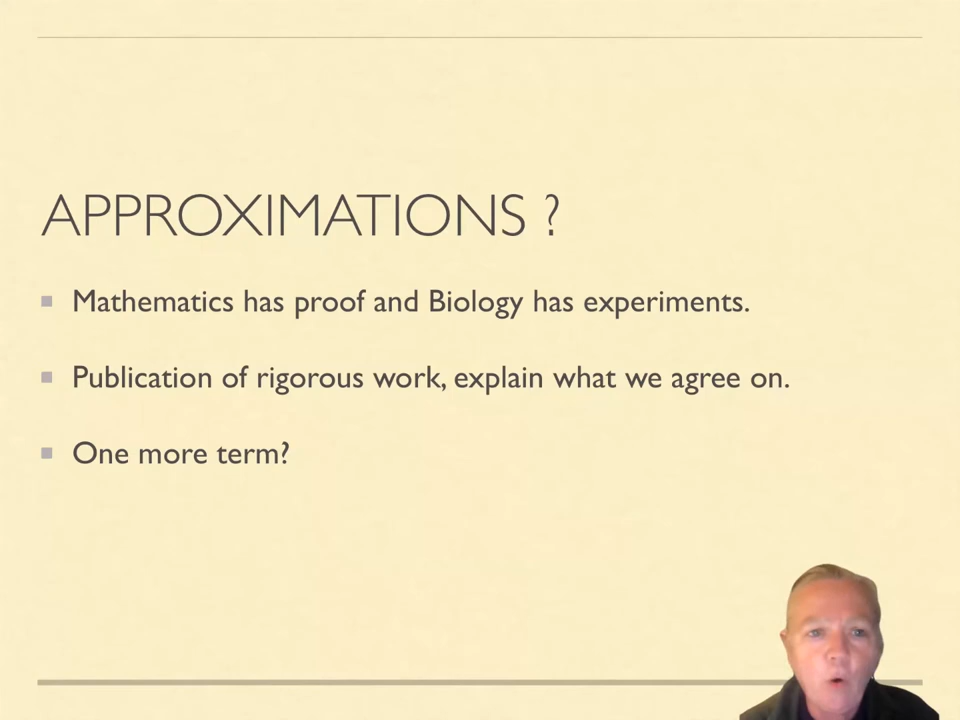 APPROXIMATIONS ?
Mathematics has proof and Biology has experiments.
Publication of rigorous work, explain what we agree on.
One more term?